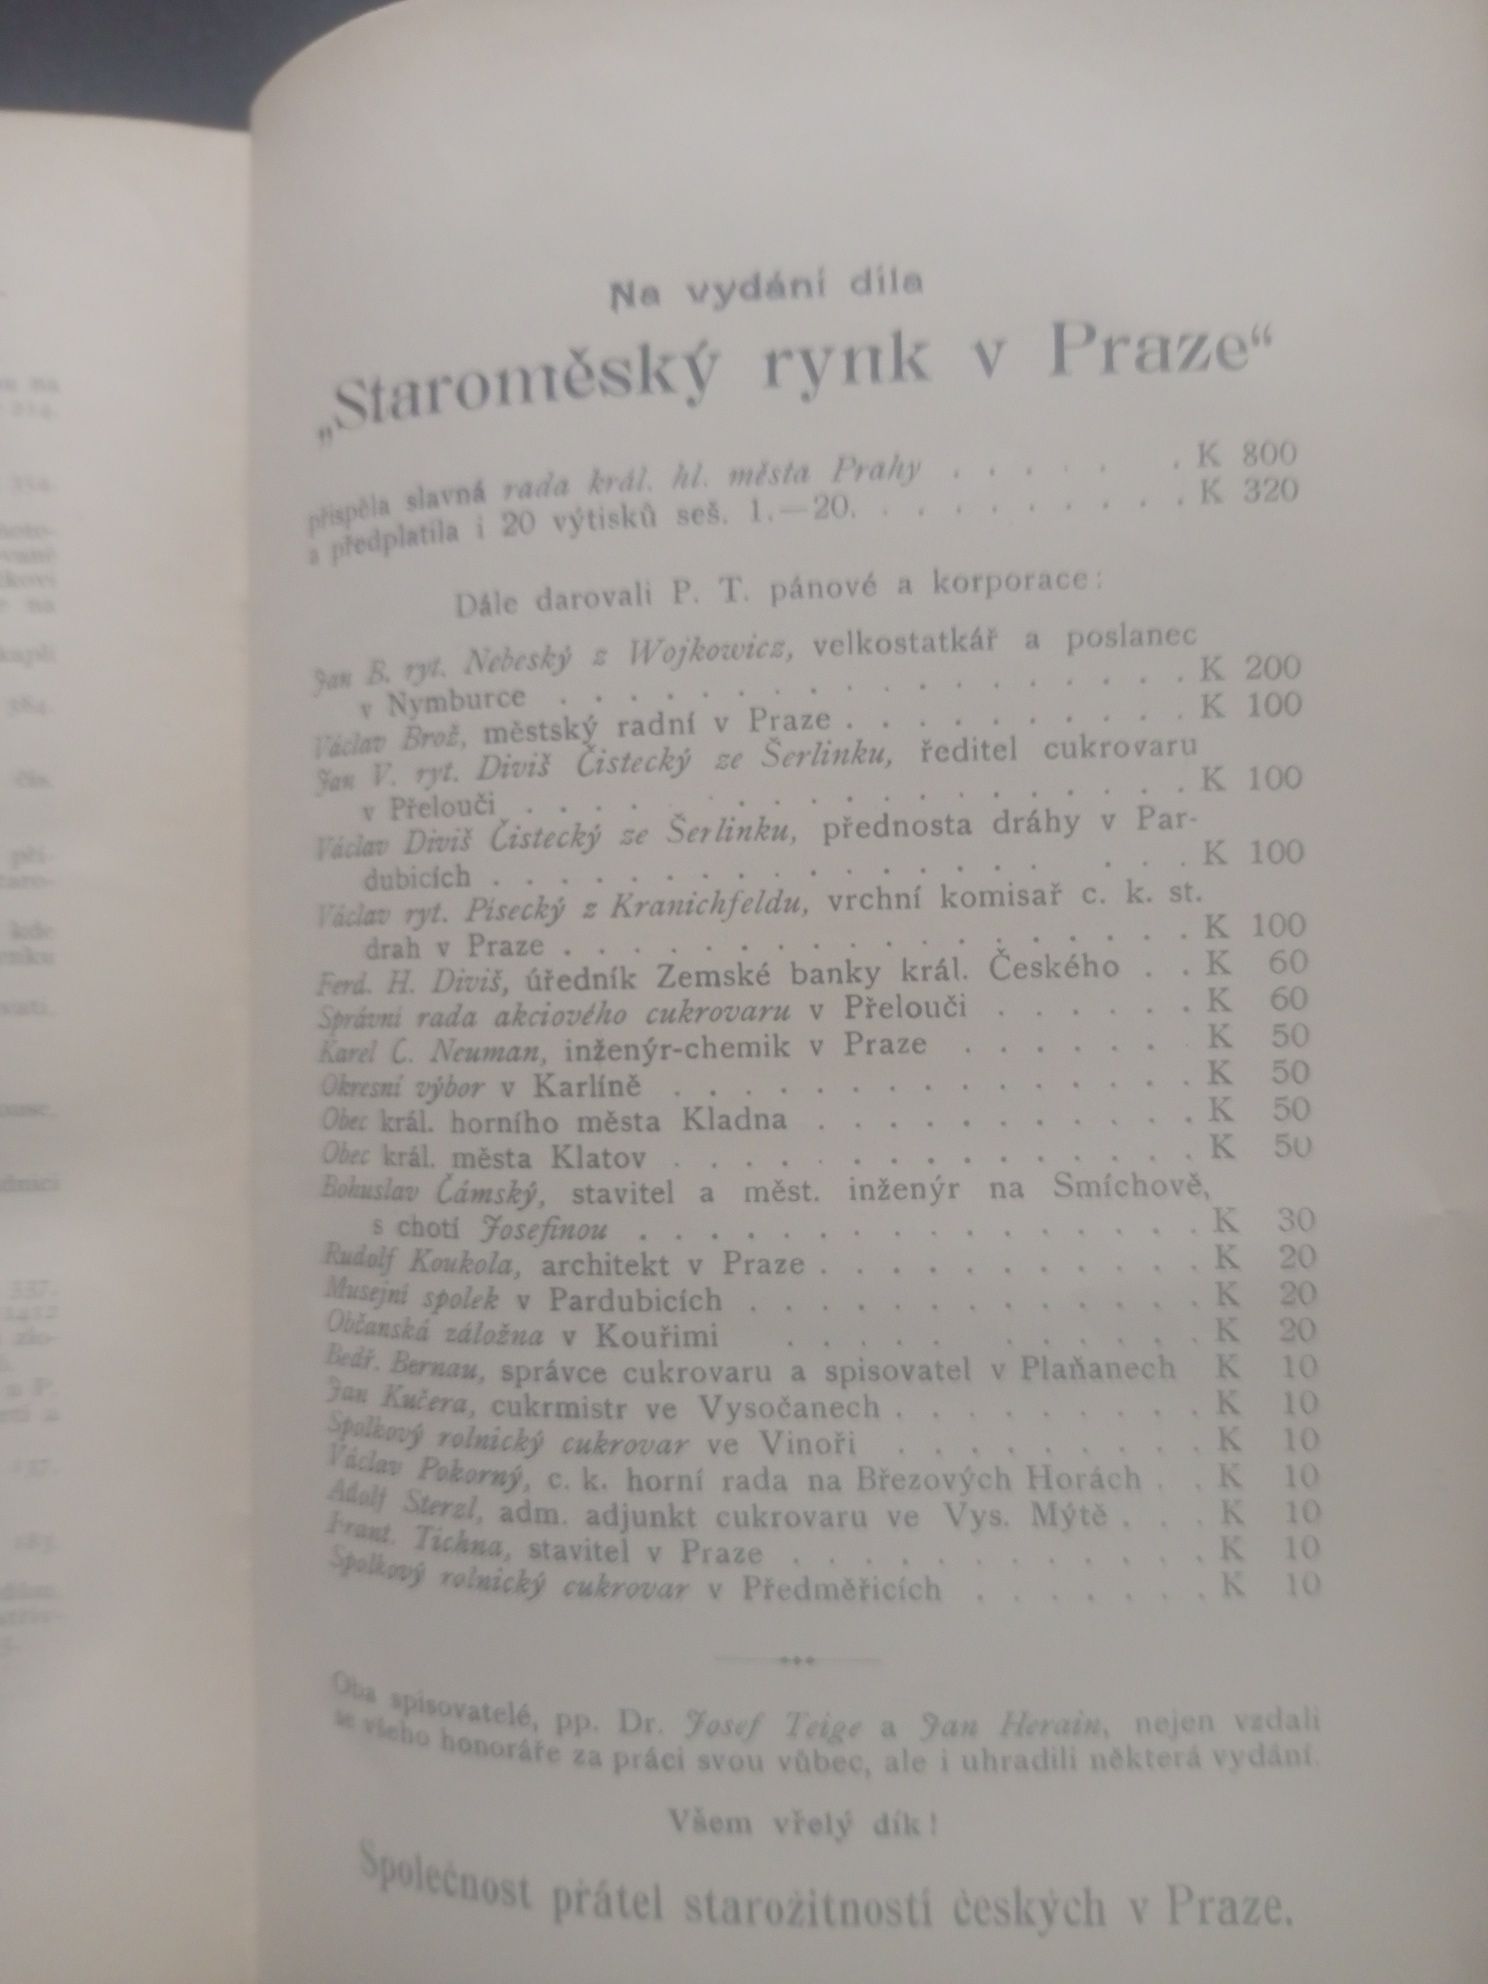 Na vydání díla
„Staroměský rynk v Praze“
přispěla slavná rada král. hl. města Prahy . . . . . . K 800
a předplatila i 20 výtisků seš. 1.—20. . . . . . . . . . K 320
Dále darovali P. T. pánové a korporace:
Jan B. ryt. Nebeský z Wojkowicz, velkostatkář a poslanec
v Nymburce . . . . . . . . . . . . . . . . . K 200
Václav Brož, městský radní v Praze . . . . . . . . . . K 100
Jan V. ryt. Diviš Čistecký ze Šerlinku, ředitel cukrovaru
v Přelouči . . . . . . . . . . . . . . . . . K 100
Václav Diviš Čistecký ze Šerlinku, přednosta dráhy v Par-
dubicích . . . . . . . . . . . . . . . . . K 100
Václav ryt. Písecký z Kranichfeldu, vrchní komisař c. k. st.
drah v Praze . . . . . . . . . . . . . . . . . K 100
Ferd. H. Diviš, úředník Zemské banky král. Českého . . K 60
Správní rada akciového cukrovaru v Přelouči . . . . . . K 60
Karel C. Neuman, inženýr-chemik v Praze . . . . . . . K 50
Okresní výbor v Karlíně . . . . . . . . . . . . . . . K 50
Obec král. horního města Kladna . . . . . . . . . . . K 50
Obec král. města Klatov . . . . . . . . . . . . . . . K 50
Bohuslav Čámský, stavitel a měst. inženýr na Smíchově,
s chotí Josefinou . . . . . . . . . . . . . . . . K 30
Rudolf Koukola, architekt v Praze . . . . . . . . . . . K 20
Musejní spolek v Pardubicích . . . . . . . . . . . . . K 20
Občanská záložna v Kouřimi . . . . . . . . . . . K 20
Bedř. Bernau, správce cukrovaru a spisovatel v Plaňanech K 10
Jan Kučera, cukrmistr ve Vysočanech . . . . . . . . . K 10
Spolkový rolnický cukrovar ve Vinoři . . . . . . . . . K 10
Václav Pokorný, c. k. horní rada na Březových Horách . . K 10
Adolf Sterzl, adm. adjunkt cukrovaru ve Vys. Mýtě . . . K 10
Frant. Tichna, stavitel v Praze . . . . . . . . . . . . K 10
Spolkový rolnický cukrovar v Předměřicích . . . . . . . K 10
Oba spisovatelé, pp. Dr. Josef Teige a Jan Herain, nejen vzdali
se všeho honoráře za práci svou vůbec, ale i uhradili některá vydání.
Všem vřelý dík!
Společnost přátel starožitností českých v Praze.